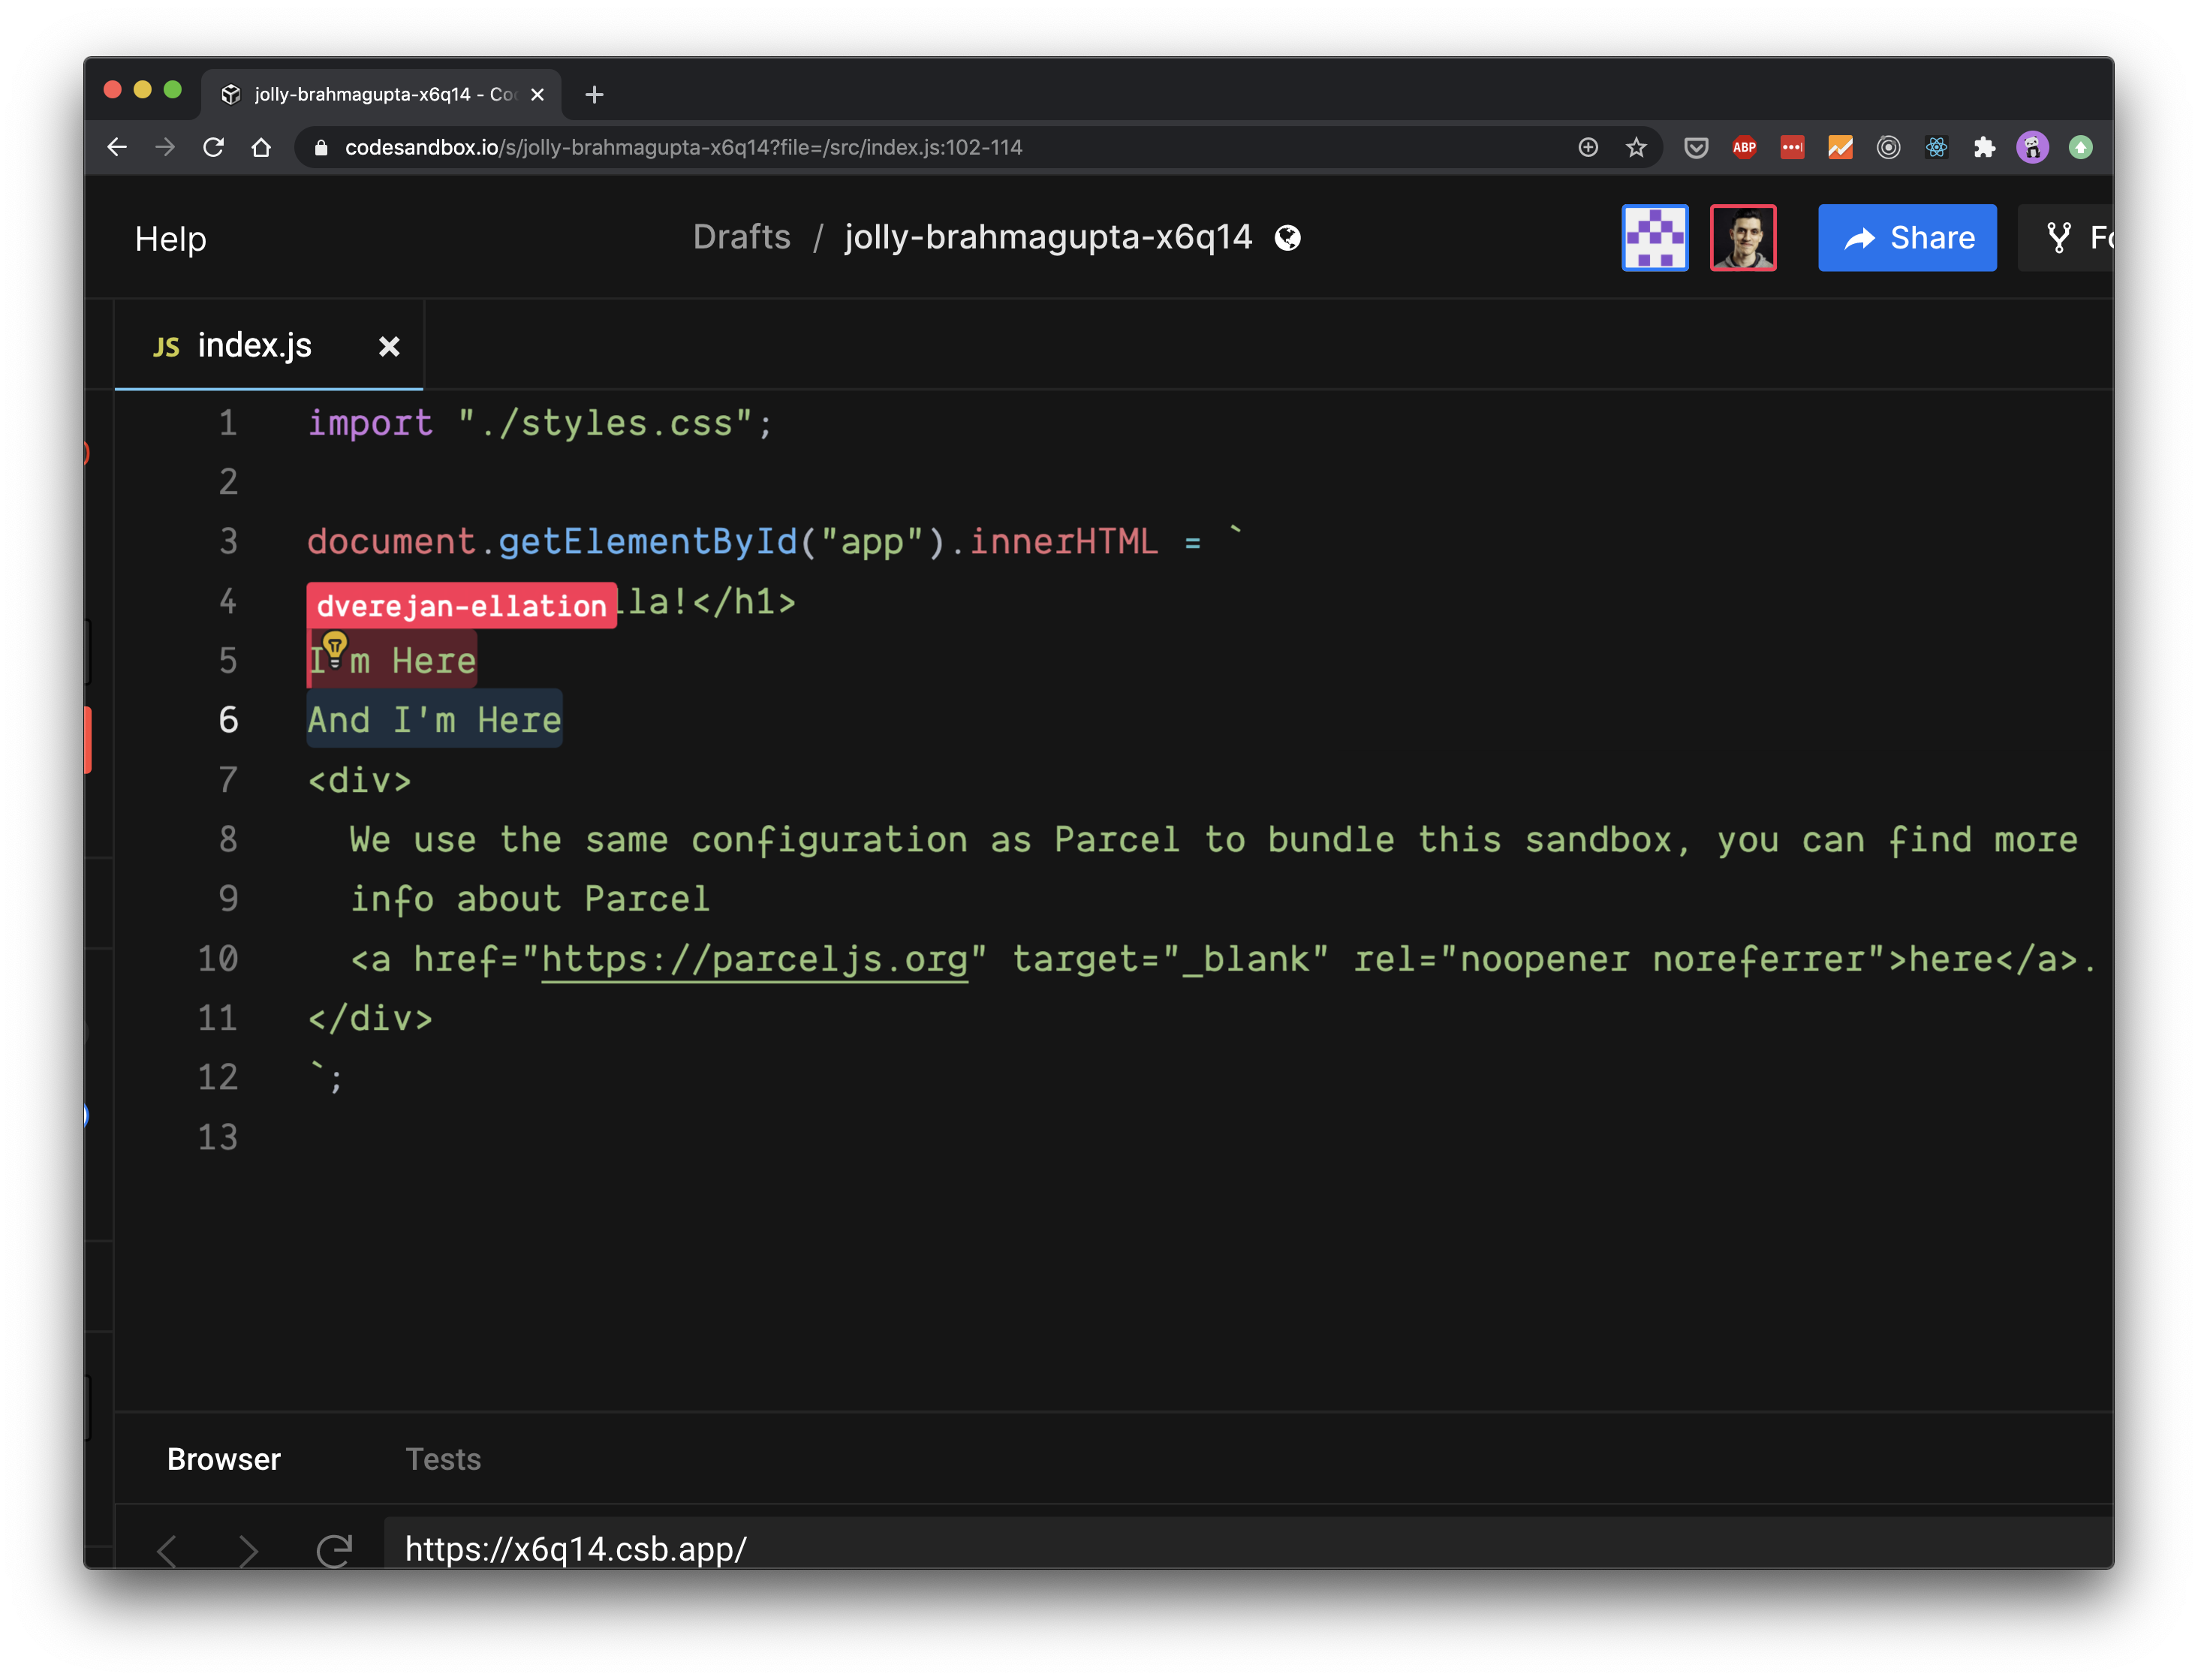 jolly-brahmagupta-x6q14 - Co
codesandbox.io/s/jolly-brahmagupta-x6q14?file=/src/index.js:102-114
ABP
Help
Drafts / jolly-brahmagupta-x6q14
Share
Fo
JS index.js
1 import "./styles.css";
2
3 document.getElementById("app").innerHTML = `
4 dverejan-ellation lla!</h1>
5 I m Here
6 And I'm Here
7 <div>
8 We use the same configuration as Parcel to bundle this sandbox, you can find more
9 info about Parcel
10 <a href="https://parceljs.org" target="_blank" rel="noopener noreferrer">here</a>.
11 </div>
12 `;
13
Browser Tests
https://x6q14.csb.app/